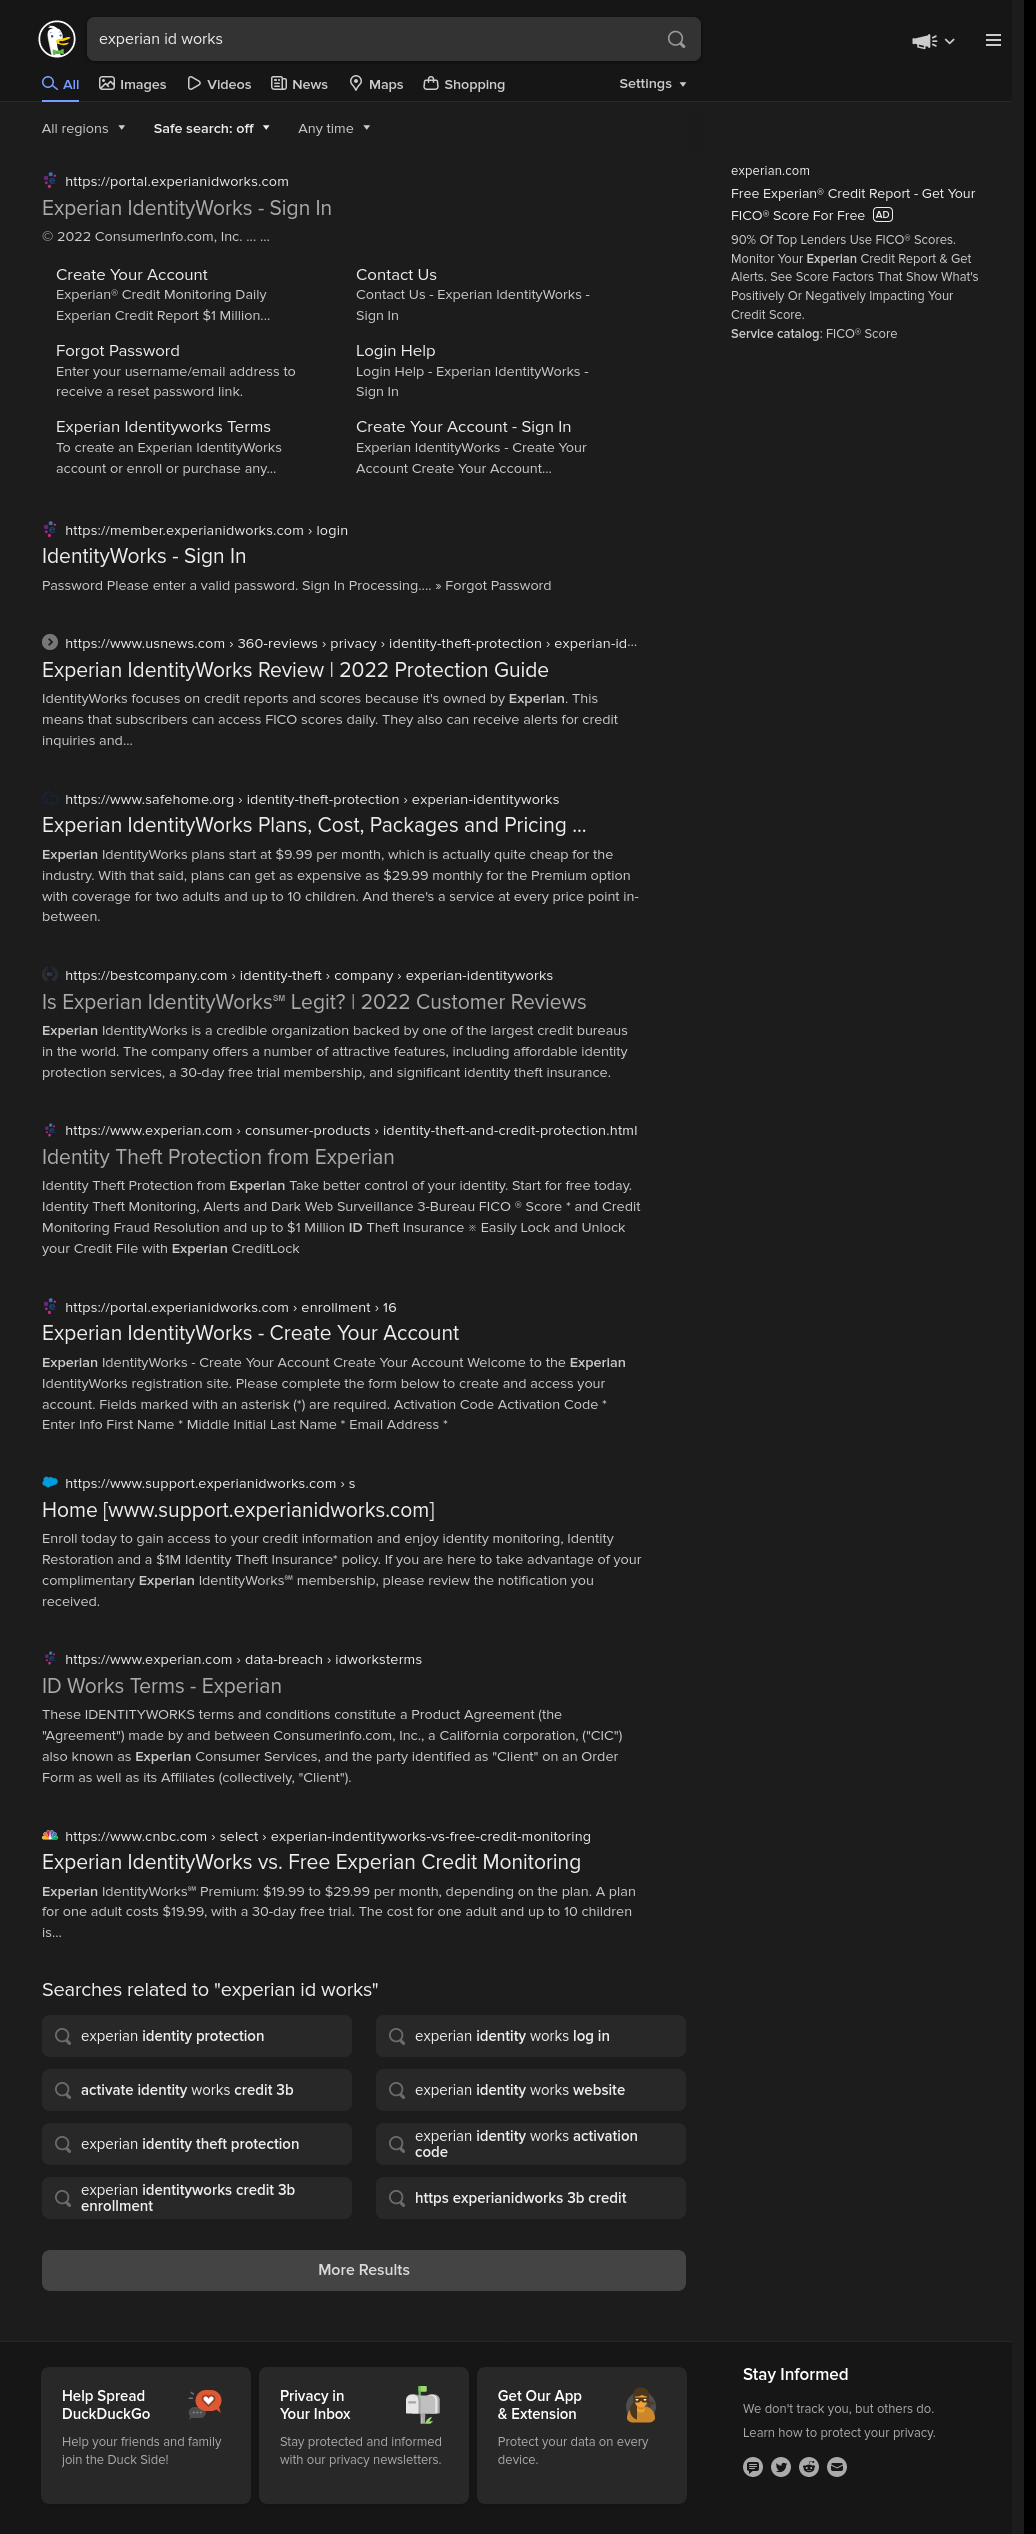 experian id works
All Images Videos News Maps Shopping Settings
All regions Safe search: off Any time
https://portal.experianidworks.com
Experian IdentityWorks - Sign In
© 2022 ConsumerInfo.com, Inc. ... ...
Create Your Account
Experian® Credit Monitoring Daily
Experian Credit Report $1 Million...
Contact Us
Contact Us - Experian IdentityWorks -
Sign In
Forgot Password
Enter your username/email address to
receive a reset password link.
Login Help
Login Help - Experian IdentityWorks -
Sign In
Experian Identityworks Terms
To create an Experian IdentityWorks
account or enroll or purchase any...
Create Your Account - Sign In
Experian IdentityWorks - Create Your
Account Create Your Account...
https://member.experianidworks.com › login
IdentityWorks - Sign In
Password Please enter a valid password. Sign In Processing.... » Forgot Password
https://www.usnews.com › 360-reviews › privacy › identity-theft-protection › experian-id...
Experian IdentityWorks Review | 2022 Protection Guide
IdentityWorks focuses on credit reports and scores because it's owned by Experian. This
means that subscribers can access FICO scores daily. They also can receive alerts for credit
inquiries and...
https://www.safehome.org › identity-theft-protection › experian-identityworks
Experian IdentityWorks Plans, Cost, Packages and Pricing ...
Experian IdentityWorks plans start at $9.99 per month, which is actually quite cheap for the
industry. With that said, plans can get as expensive as $29.99 monthly for the Premium option
with coverage for two adults and up to 10 children. And there's a service at every price point in-
between.
https://bestcompany.com › identity-theft › company › experian-identityworks
Is Experian IdentityWorks℠ Legit? | 2022 Customer Reviews
Experian IdentityWorks is a credible organization backed by one of the largest credit bureaus
in the world. The company offers a number of attractive features, including affordable identity
protection services, a 30-day free trial membership, and significant identity theft insurance.
https://www.experian.com › consumer-products › identity-theft-and-credit-protection.html
Identity Theft Protection from Experian
Identity Theft Protection from Experian Take better control of your identity. Start for free today.
Identity Theft Monitoring, Alerts and Dark Web Surveillance 3-Bureau FICO ® Score * and Credit
Monitoring Fraud Resolution and up to $1 Million ID Theft Insurance ※ Easily Lock and Unlock
your Credit File with Experian CreditLock
https://portal.experianidworks.com › enrollment › 16
Experian IdentityWorks - Create Your Account
Experian IdentityWorks - Create Your Account Create Your Account Welcome to the Experian
IdentityWorks registration site. Please complete the form below to create and access your
account. Fields marked with an asterisk (*) are required. Activation Code Activation Code *
Enter Info First Name * Middle Initial Last Name * Email Address *
https://www.support.experianidworks.com › s
Home [www.support.experianidworks.com]
Enroll today to gain access to your credit information and enjoy identity monitoring, Identity
Restoration and a $1M Identity Theft Insurance* policy. If you are here to take advantage of your
complimentary Experian IdentityWorks℠ membership, please review the notification you
received.
https://www.experian.com › data-breach › idworksterms
ID Works Terms - Experian
These IDENTITYWORKS terms and conditions constitute a Product Agreement (the
"Agreement") made by and between ConsumerInfo.com, Inc., a California corporation, ("CIC")
also known as Experian Consumer Services, and the party identified as "Client" on an Order
Form as well as its Affiliates (collectively, "Client").
https://www.cnbc.com › select › experian-indentityworks-vs-free-credit-monitoring
Experian IdentityWorks vs. Free Experian Credit Monitoring
Experian IdentityWorks℠ Premium: $19.99 to $29.99 per month, depending on the plan. A plan
for one adult costs $19.99, with a 30-day free trial. The cost for one adult and up to 10 children
is...
experian.com
Free Experian® Credit Report - Get Your
FICO® Score For Free AD
90% Of Top Lenders Use FICO® Scores.
Monitor Your Experian Credit Report & Get
Alerts. See Score Factors That Show What's
Positively Or Negatively Impacting Your
Credit Score.
Service catalog: FICO® Score
Searches related to "experian id works"
experian identity protection
experian identity works log in
activate identity works credit 3b
experian identity works website
experian identity theft protection
experian identity works activation
code
experian identityworks credit 3b
enrollment
https experianidworks 3b credit
More Results
Help Spread
DuckDuckGo
Help your friends and family
join the Duck Side!
Privacy in
Your Inbox
Stay protected and informed
with our privacy newsletters.
Get Our App
& Extension
Protect your data on every
device.
Stay Informed
We don't track you, but others do.
Learn how to protect your privacy.